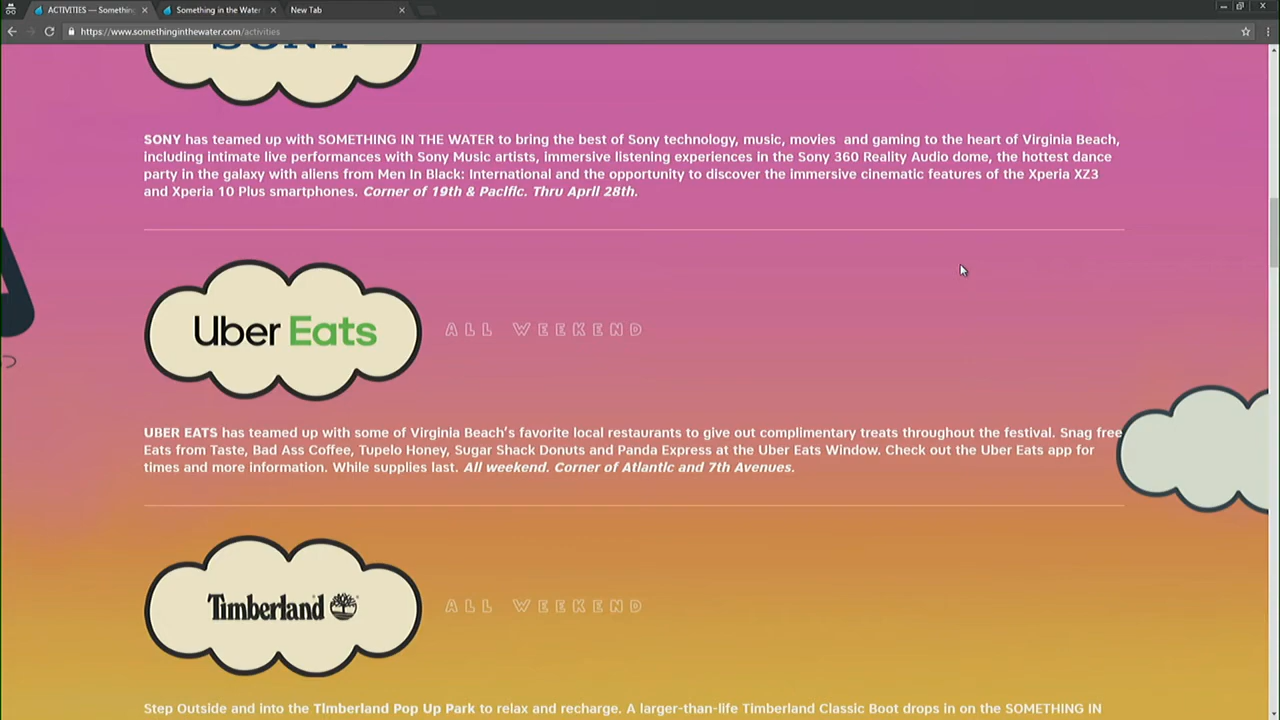 ACTIVITIES — Something
Something in the Water
New Tab
https://www.somethinginthewater.com/activities
SONY
SONY has teamed up with SOMETHING IN THE WATER to bring the best of Sony technology, music, movies and gaming to the heart of Virginia Beach,
including intimate live performances with Sony Music artists, immersive listening experiences in the Sony 360 Reality Audio dome, the hottest dance
party in the galaxy with aliens from Men In Black: International and the opportunity to discover the immersive cinematic features of the Xperia XZ3
and Xperia 10 Plus smartphones. Corner of 19th & Pacific. Thru April 28th.
Uber Eats
ALL WEEKEND
UBER EATS has teamed up with some of Virginia Beach's favorite local restaurants to give out complimentary treats throughout the festival. Snag free
Eats from Taste, Bad Ass Coffee, Tupelo Honey, Sugar Shack Donuts and Panda Express at the Uber Eats Window. Check out the Uber Eats app for
times and more information. While supplies last. All weekend. Corner of Atlantic and 7th Avenues.
Timberland
ALL WEEKEND
Step Outside and into the Timberland Pop Up Park to relax and recharge. A larger-than-life Timberland Classic Boot drops in on the SOMETHING IN